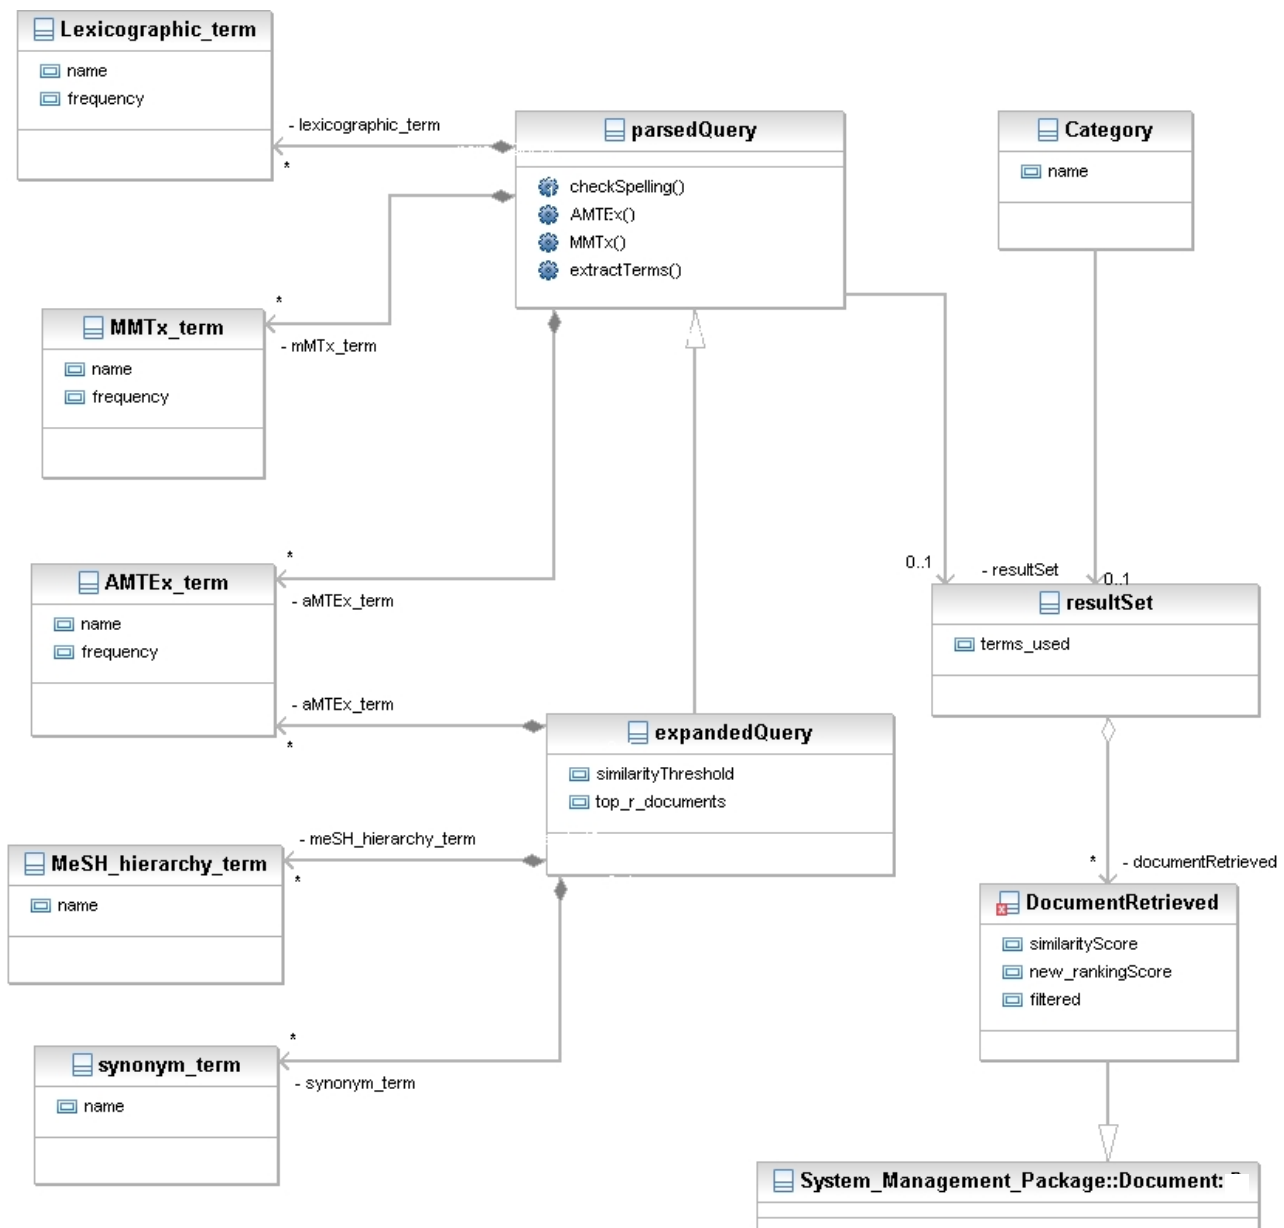 Lexicographic_term
name
frequency
- lexicographic_term
*
parsedQuery
checkSpelling()
AMTEx()
MMTx()
extractTerms()
Category
name
*
MMTx_term
- mMTx_term
name
frequency
*
AMTEx_term
- aMTEx_term
name
frequency
0..1
- resultSet
0..1
resultSet
terms_used
- aMTEx_term
*
expandedQuery
similarityThreshold
top_r_documents
- meSH_hierarchy_term
*
MeSH_hierarchy_term
name
*
- documentRetrieved
DocumentRetrieved
similarityScore
new_rankingScore
filtered
*
synonym_term
- synonym_term
name
System_Management_Package::Document: